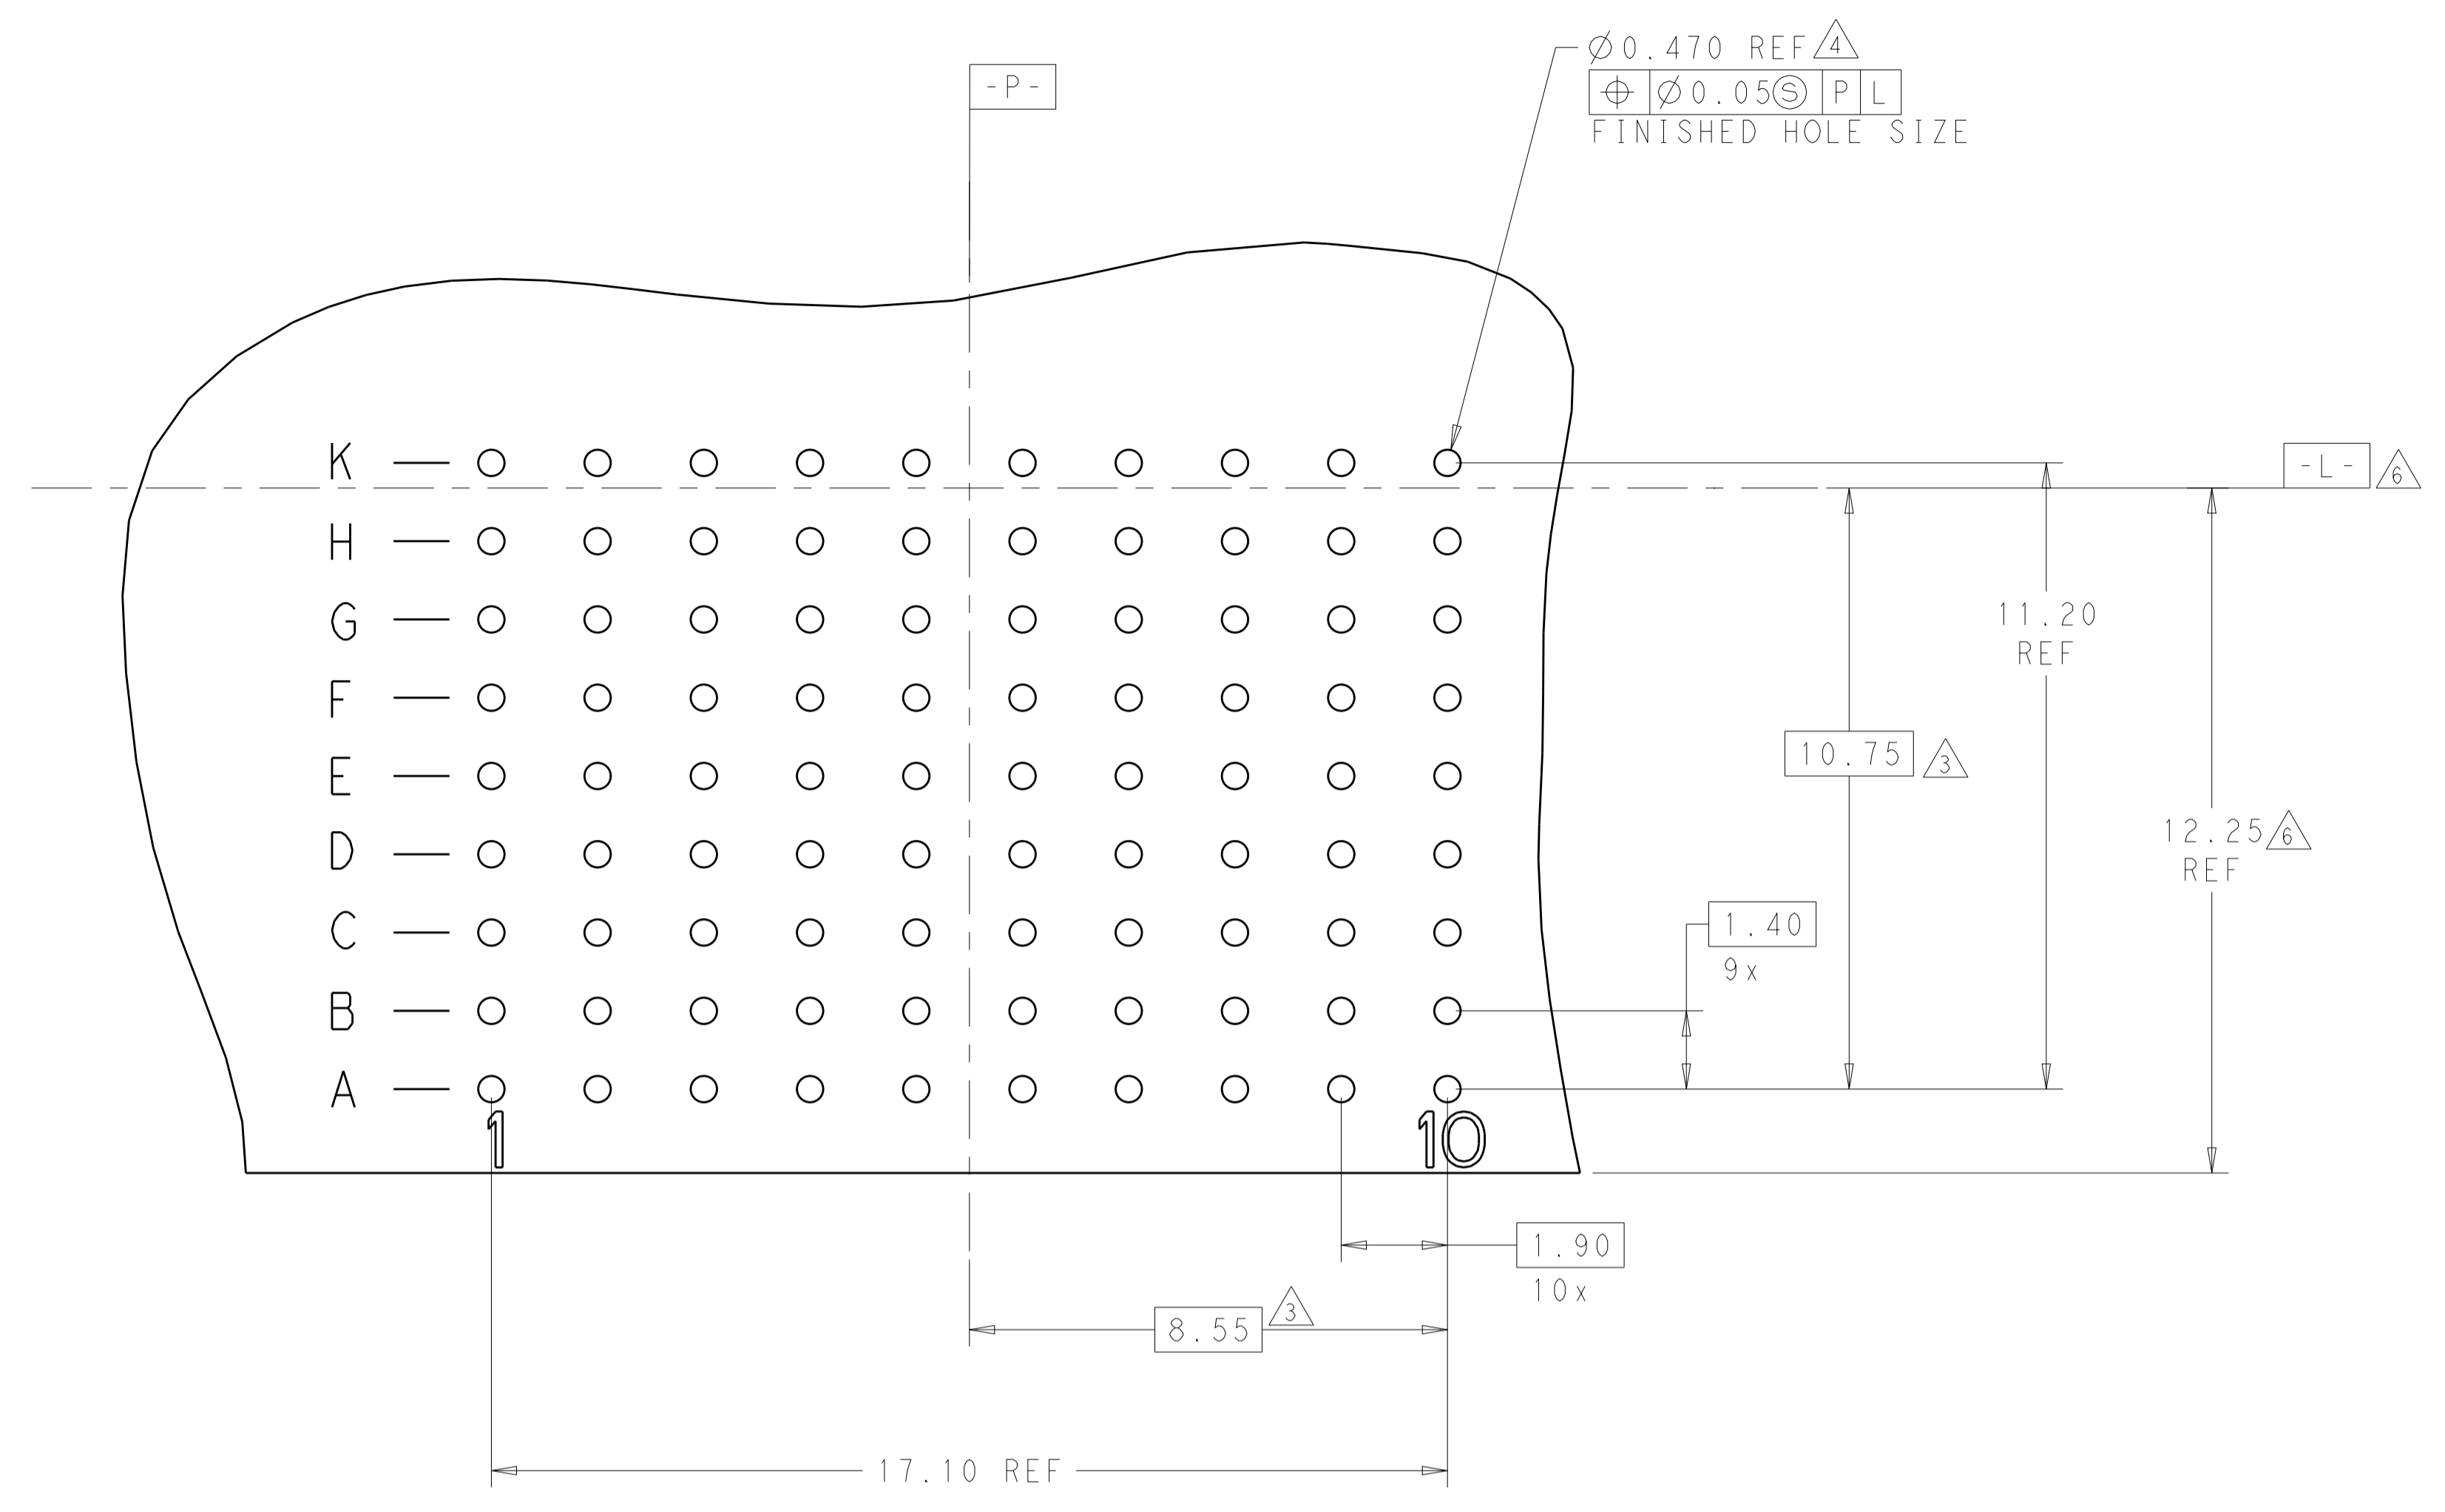 Ø0.470 REF 4
-P-
⌖ Ø0.05Ⓢ P L
FINISHED HOLE SIZE
K
-L- 6
H
G
11.20
REF
F
E
10.75 3
D
12.25 6
REF
C
1.40
9x
B
A
1
10
1.90
10x
8.55 3
17.10 REF